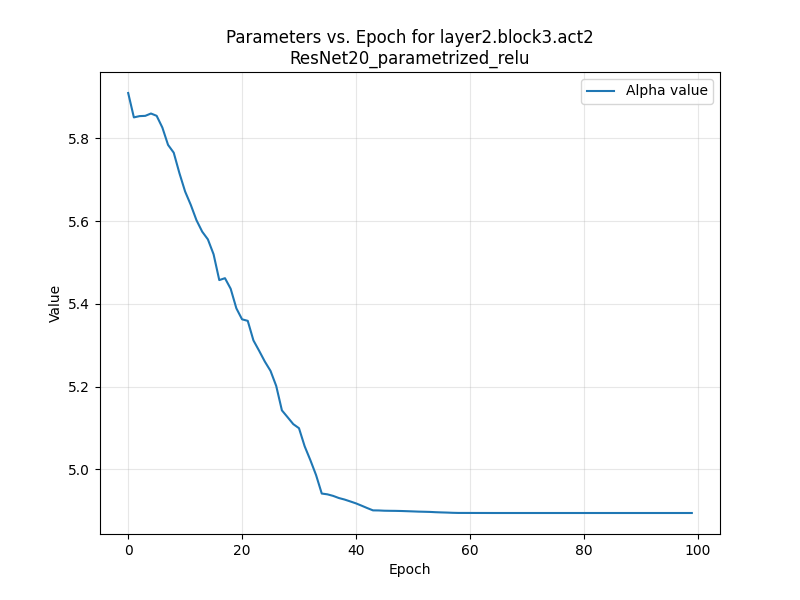 Parameters vs. Epoch for layer2.block3.act2
ResNet20_parametrized_relu
Alpha value
5.8
5.6
5.4
5.2
5.0
Value
0
20
40
60
80
100
Epoch